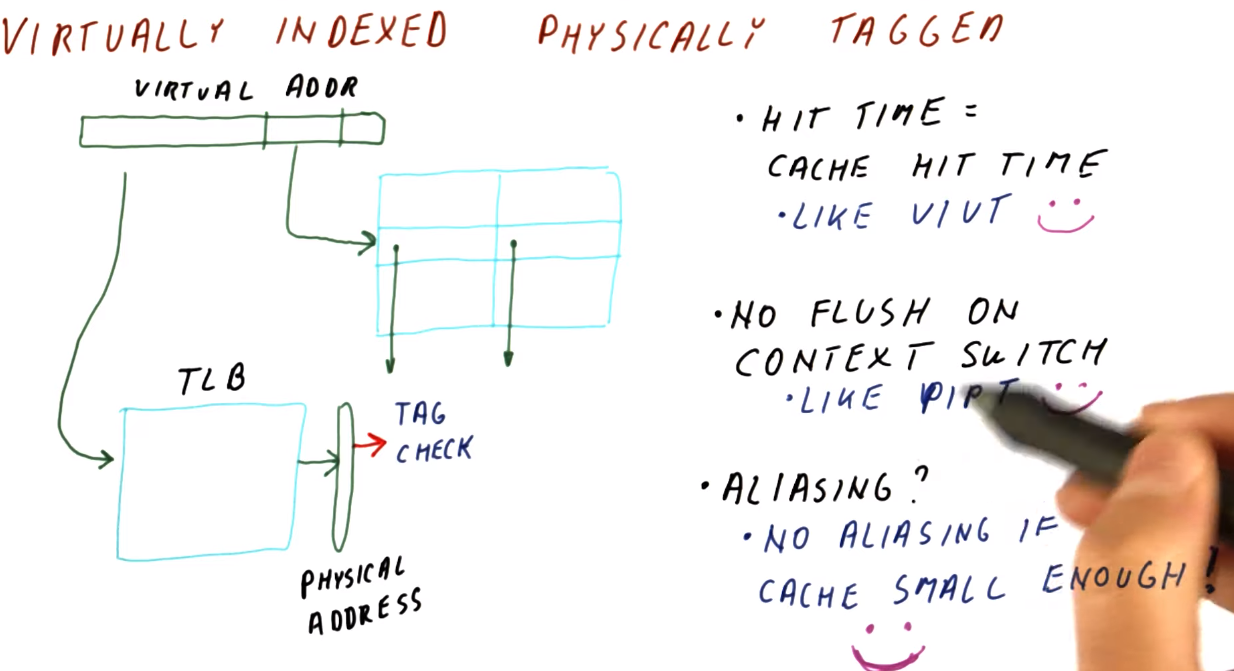 VIRTUALLY INDEXED PHYSICALLY TAGGED
VIRTUAL ADDR
TLB
TAG
CHECK
PHYSICAL
ADDRESS
• HIT TIME =
CACHE HIT TIME
• LIKE VIVT
• NO FLUSH ON
CONTEXT SWITCH
• LIKE PIPT
• ALIASING?
• NO ALIASING IF
CACHE SMALL ENOUGH!